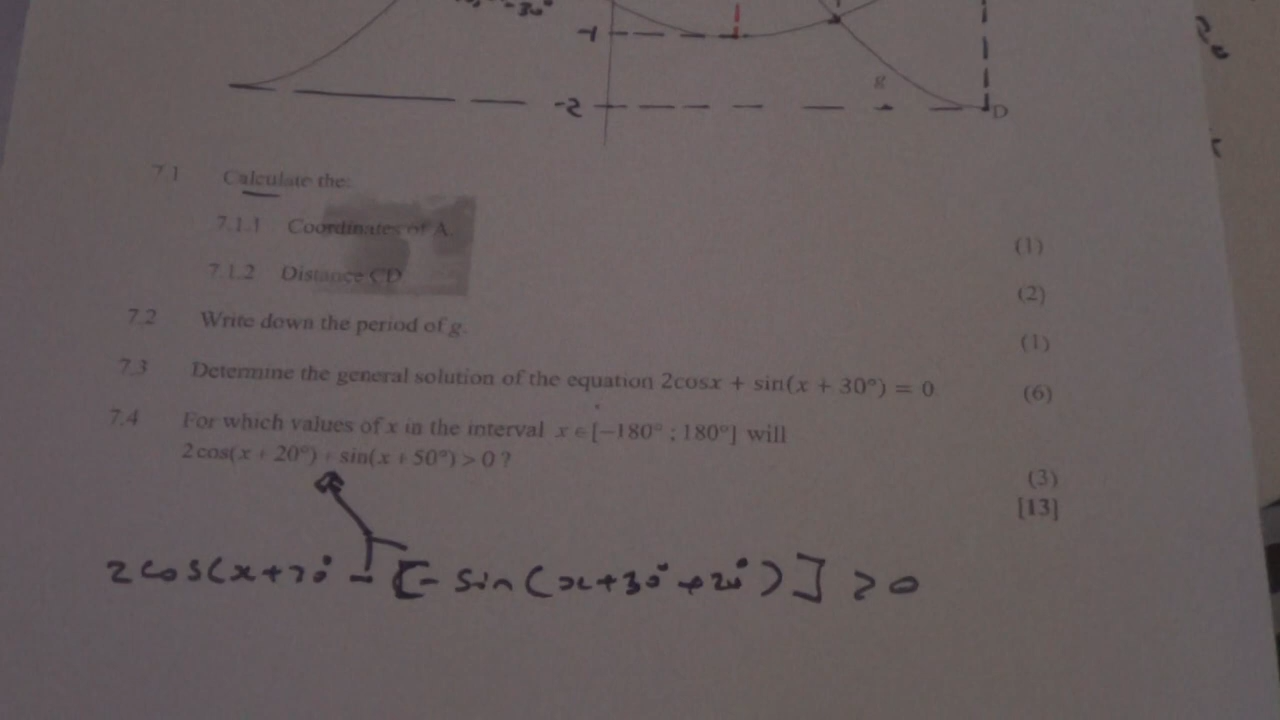 -30°
-1
g
-2
D
7.1 Calculate the:
7.1.1 Coordinates of A (1)
7.1.2 Distance CD (2)
7.2 Write down the period of g. (1)
7.3 Determine the general solution of the equation 2cosx + sin(x + 30°) = 0 (6)
7.4 For which values of x in the interval x ∈ [−180° ; 180°] will
2cos(x + 20°) + sin(x + 50°) > 0 ? (3)
[13]
2cos(x+20° - [- sin(x+30°+20°)] > 0